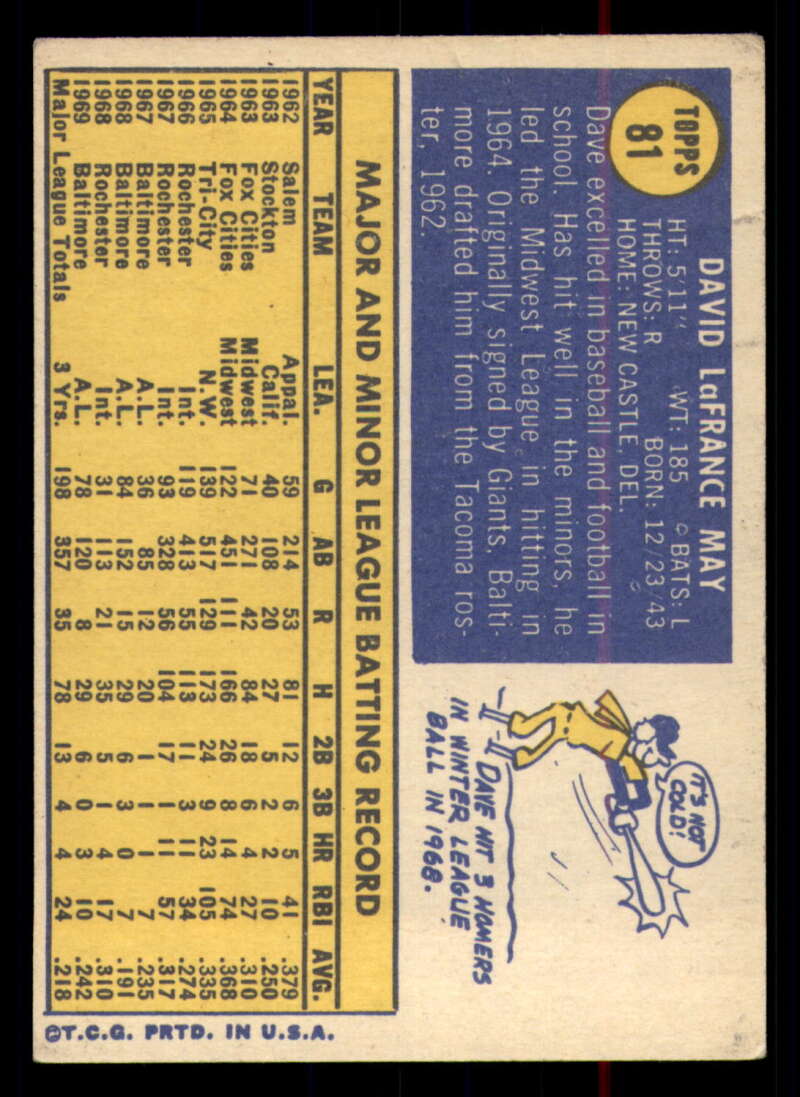 TOPPS
81
DAVID LaFRANCE MAY
HT: 5'11" WT: 185 BATS: L
THROWS: R BORN: 12/23/43
HOME: NEW CASTLE, DEL.
Dave excelled in baseball and football in
school. Has hit well in the minors, he
led the Midwest League in hitting in
1964. Originally signed by Giants, Balti-
more drafted him from the Tacoma ros-
ter, 1962.
IT'S NOT
COLD!
DAVE HIT 3 HOMERS
IN WINTER LEAGUE
BALL IN 1968.
MAJOR AND MINOR LEAGUE BATTING RECORD
YEAR TEAM LEA. G AB R H 2B 3B HR RBI AVG.
1962 Salem Appal. 59 214 53 81 12 6 5 41 .379
1963 Stockton Calif. 40 108 20 27 5 2 2 10 .250
1963 Fox Cities Midwest 71 271 42 84 18 6 4 27 .310
1964 Fox Cities Midwest 122 451 111 166 26 8 14 74 .368
1965 Tri-City N.W. 139 517 129 173 24 9 23 105 .335
1966 Rochester Int. 119 413 55 113 11 3 11 34 .274
1967 Rochester Int. 93 328 56 104 17 1 11 57 .317
1967 Baltimore A.L. 36 85 12 20 1 1 1 7 .235
1968 Baltimore A.L. 84 152 15 29 6 3 0 7 .191
1968 Rochester Int. 31 113 21 35 5 1 4 17 .310
1969 Baltimore A.L. 78 120 8 29 6 0 3 10 .242
Major League Totals 3 Yrs. 198 357 35 78 13 4 4 24 .218
©T.C.G. PRTD. IN U.S.A.